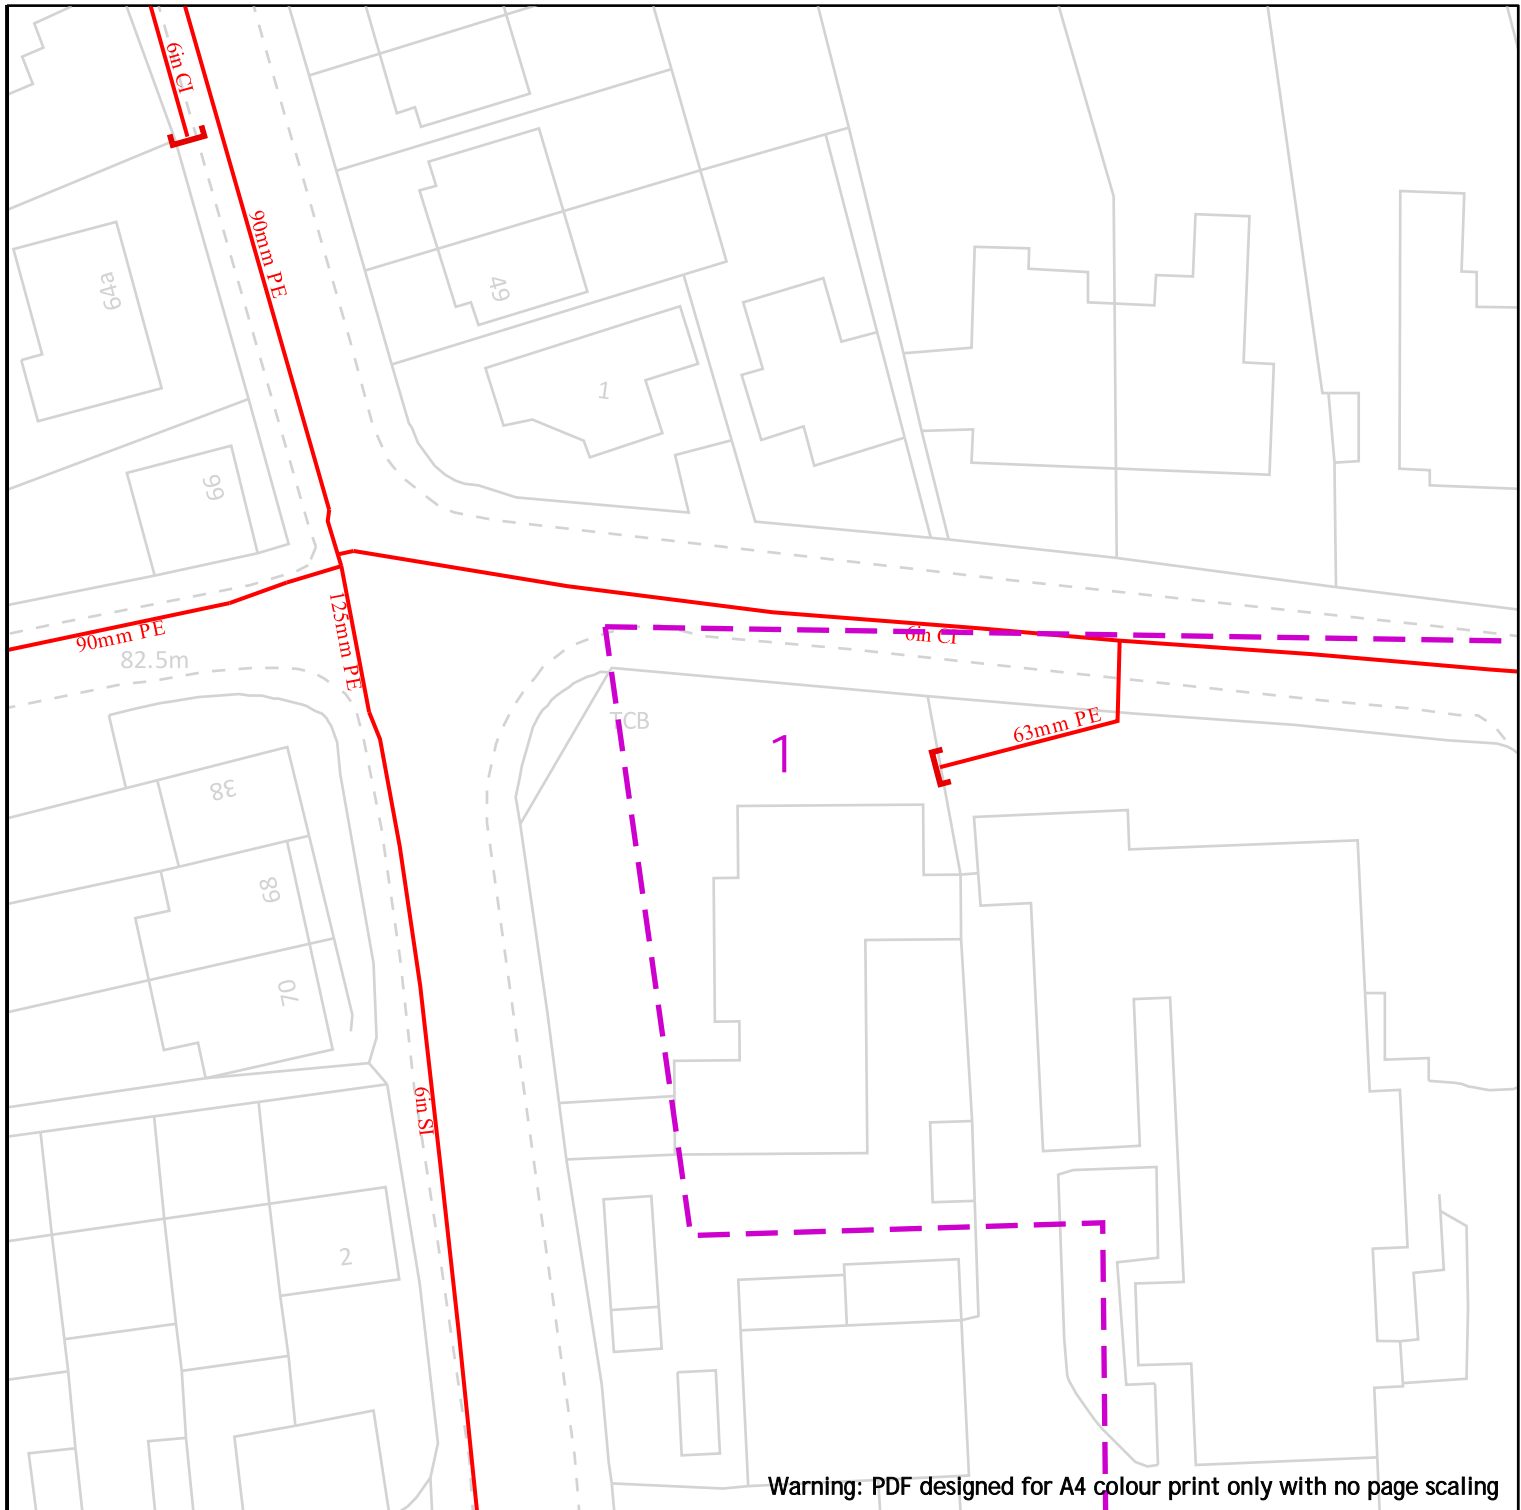 6in CI
90mm PE
64a
49
1
66
125mm PE
90mm PE
82.5m
6in CI
TCB
1
63mm PE
38
68
70
6in SI
2
Warning: PDF designed for A4 colour print only with no page scaling